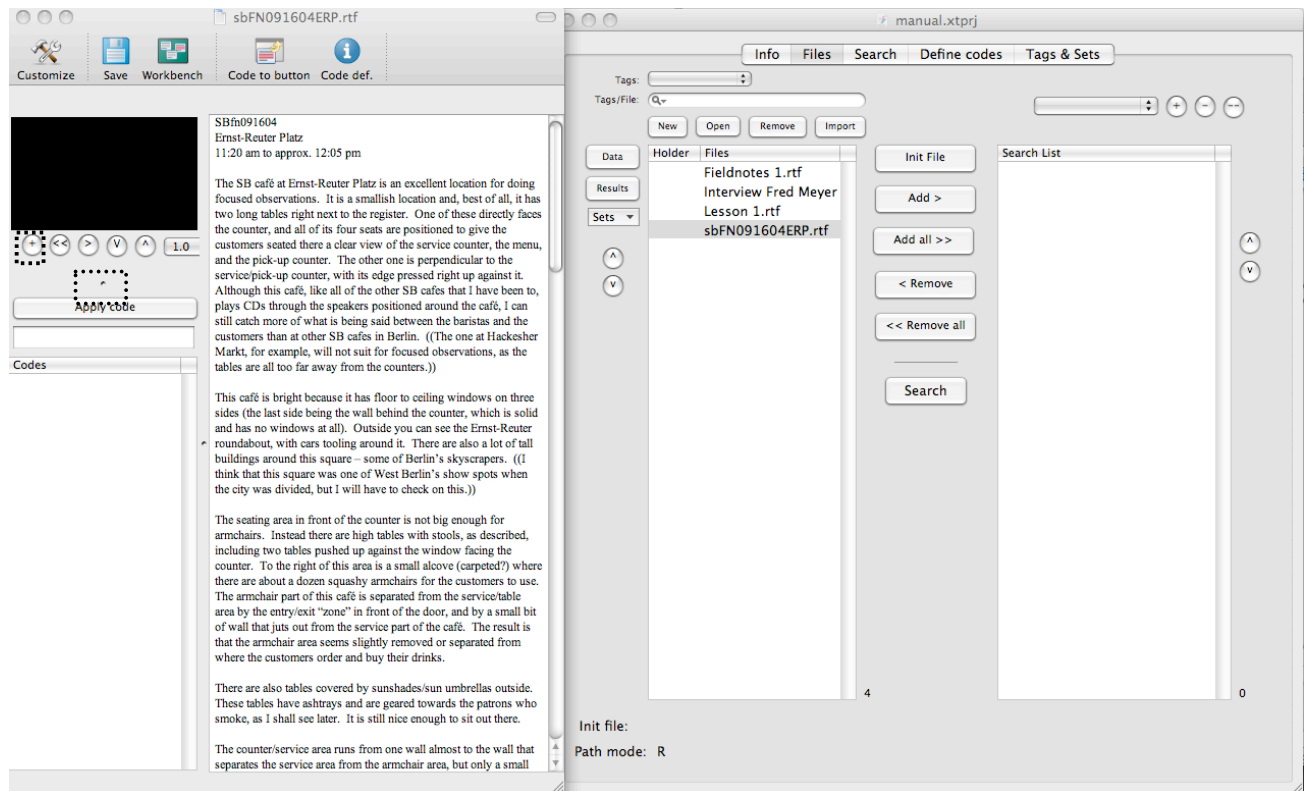 sbFN091604ERP.rtf
Customize Save Workbench Code to button Code def.
1.0
Apply code
Codes
SBfn091604
Ernst-Reuter Platz
11:20 am to approx. 12:05 pm
The SB café at Ernst-Reuter Platz is an excellent location for doing
focused observations. It is a smallish location and, best of all, it has
two long tables right next to the register. One of these directly faces
the counter, and all of its four seats are positioned to give the
customers seated there a clear view of the service counter, the menu,
and the pick-up counter. The other one is perpendicular to the
service/pick-up counter, with its edge pressed right up against it.
Although this café, like all of the other SB cafes that I have been to,
plays CDs through the speakers positioned around the café, I can
still catch more of what is being said between the baristas and the
customers than at other SB cafes in Berlin. ((The one at Hackesher
Markt, for example, will not suit for focused observations, as the
tables are all too far away from the counters.))
This café is bright because it has floor to ceiling windows on three
sides (the last side being the wall behind the counter, which is solid
and has no windows at all). Outside you can see the Ernst-Reuter
roundabout, with cars tooling around it. There are also a lot of tall
buildings around this square – some of Berlin's skyscrapers. ((I
think that this square was one of West Berlin's show spots when
the city was divided, but I will have to check on this.))
The seating area in front of the counter is not big enough for
armchairs. Instead there are high tables with stools, as described,
including two tables pushed up against the window facing the
counter. To the right of this area is a small alcove (carpeted?) where
there are about a dozen squashy armchairs for the customers to use.
The armchair part of this café is separated from the service/table
area by the entry/exit “zone” in front of the door, and by a small bit
of wall that juts out from the service part of the café. The result is
that the armchair area seems slightly removed or separated from
where the customers order and buy their drinks.
There are also tables covered by sunshades/sun umbrellas outside.
These tables have ashtrays and are geared towards the patrons who
smoke, as I shall see later. It is still nice enough to sit out there.
The counter/service area runs from one wall almost to the wall that
separates the service area from the armchair area, but only a small
manual.xtprj
Info Files Search Define codes Tags & Sets
Tags:
Tags/File:
New Open Remove Import
Data
Results
Sets
Holder Files
Fieldnotes 1.rtf
Interview Fred Meyer
Lesson 1.rtf
sbFN091604ERP.rtf
4
Init File
Add >
Add all >>
< Remove
<< Remove all
Search
Search List
0
Init file:
Path mode: R